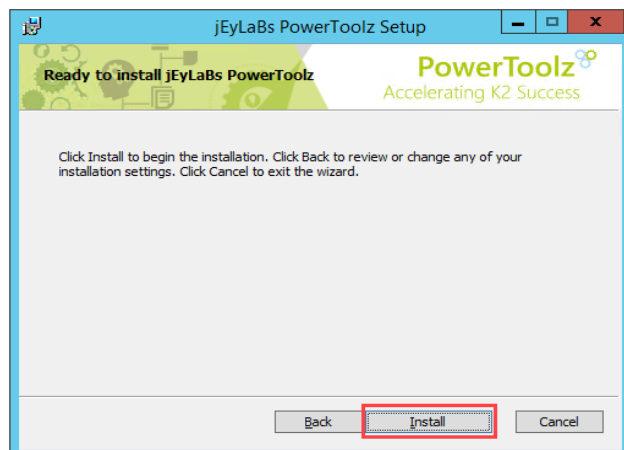 jEyLaBs PowerToolz Setup
Ready to install jEyLaBs PowerToolz
PowerToolz
Accelerating K2 Success
Click Install to begin the installation. Click Back to review or change any of your
installation settings. Click Cancel to exit the wizard.
Back
Install
Cancel